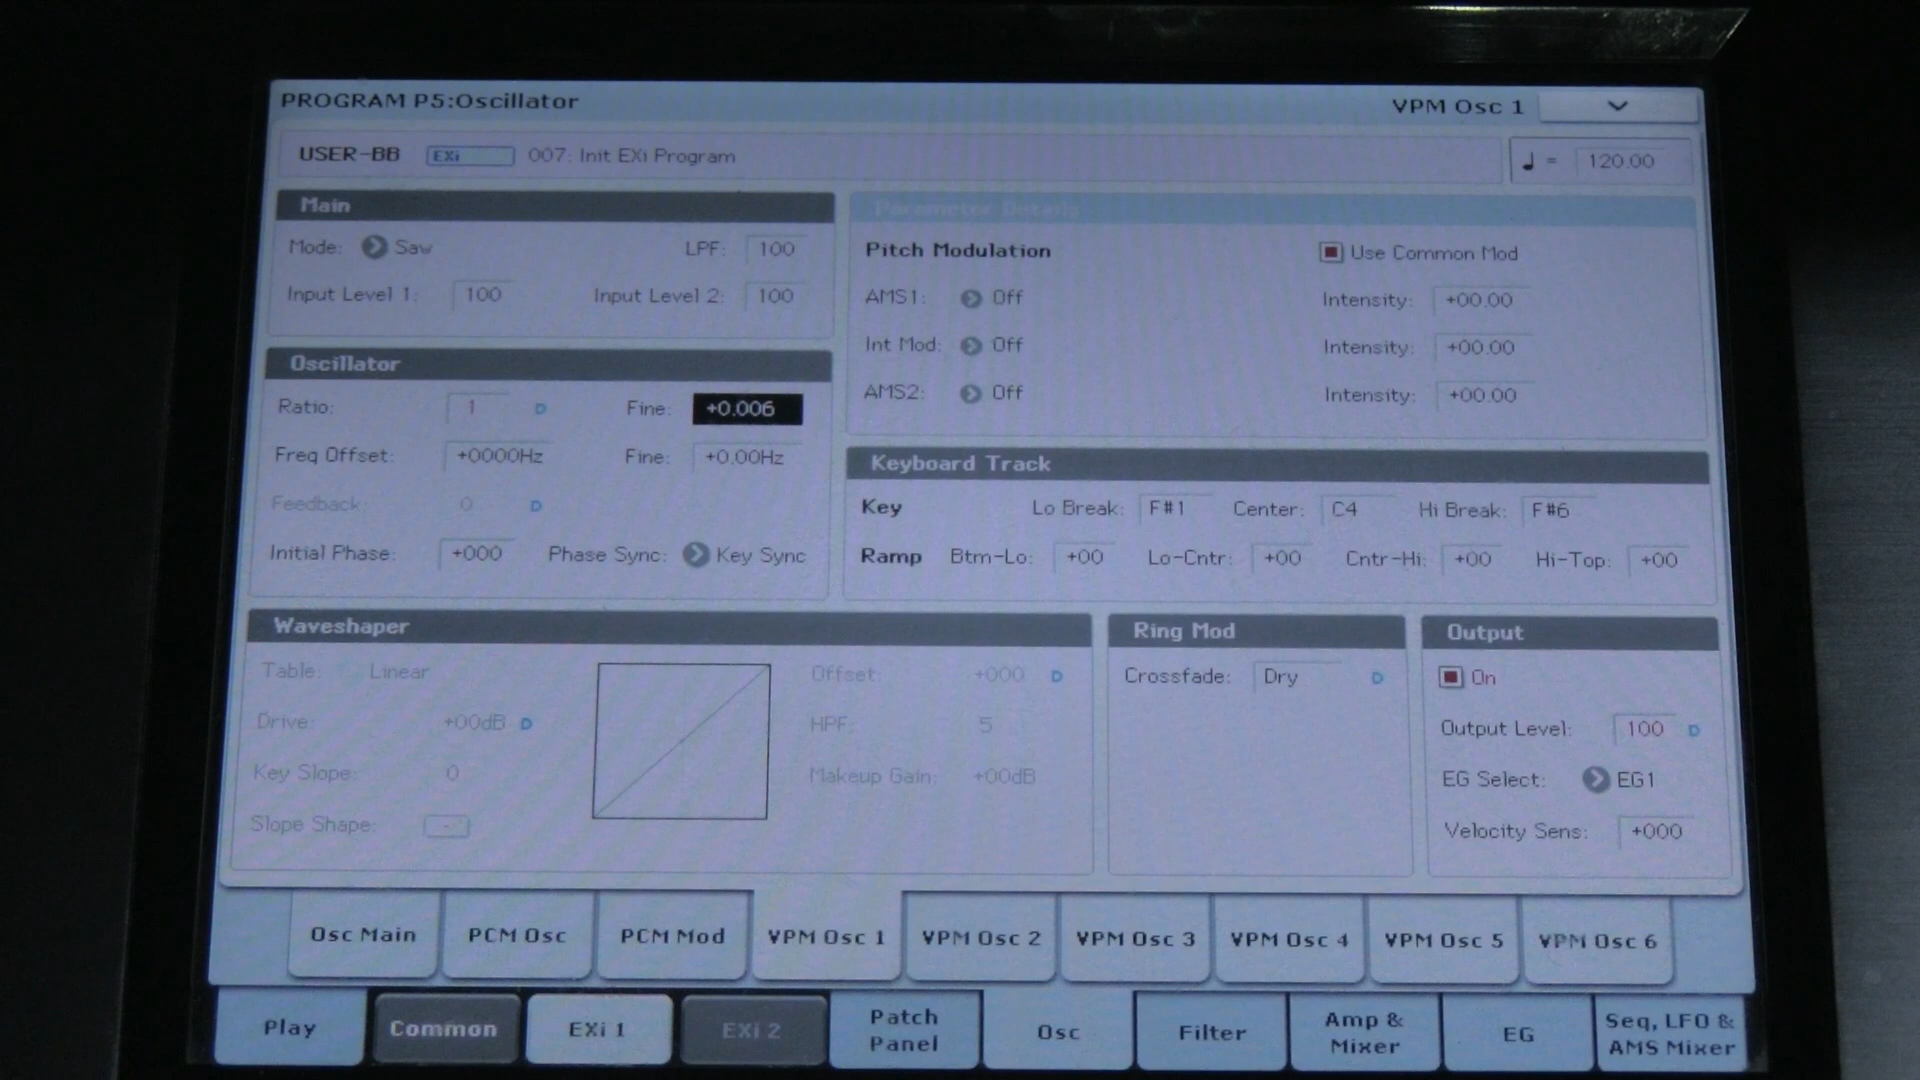 PROGRAM P5:Oscillator VPM Osc 1
USER-BB EXi 007: Init EXi Program ♩ = 120.00
Main
Mode: Saw LPF: 100
Input Level 1: 100 Input Level 2: 100
Parameter Details
Pitch Modulation Use Common Mod
AMS1: Off Intensity: +00.00
Int Mod: Off Intensity: +00.00
AMS2: Off Intensity: +00.00
Oscillator
Ratio: 1 D Fine: +0.006
Freq Offset: +0000Hz Fine: +0.00Hz
Feedback: 0 D
Initial Phase: +000 Phase Sync: Key Sync
Keyboard Track
Key Lo Break: F#1 Center: C4 Hi Break: F#6
Ramp Btm-Lo: +00 Lo-Cntr: +00 Cntr-Hi: +00 Hi-Top: +00
Waveshaper
Table: Linear
Drive: +00dB D
Key Slope: 0
Slope Shape: -
Offset: +000 D
HPF: 5
Makeup Gain: +00dB
Ring Mod
Crossfade: Dry D
Output
On
Output Level: 100 D
EG Select: EG1
Velocity Sens: +000
Osc Main PCM Osc PCM Mod VPM Osc 1 VPM Osc 2 VPM Osc 3 VPM Osc 4 VPM Osc 5 VPM Osc 6
Play Common EXi 1 EXi 2 Patch Panel Osc Filter Amp & Mixer EG Seq, LFO & AMS Mixer